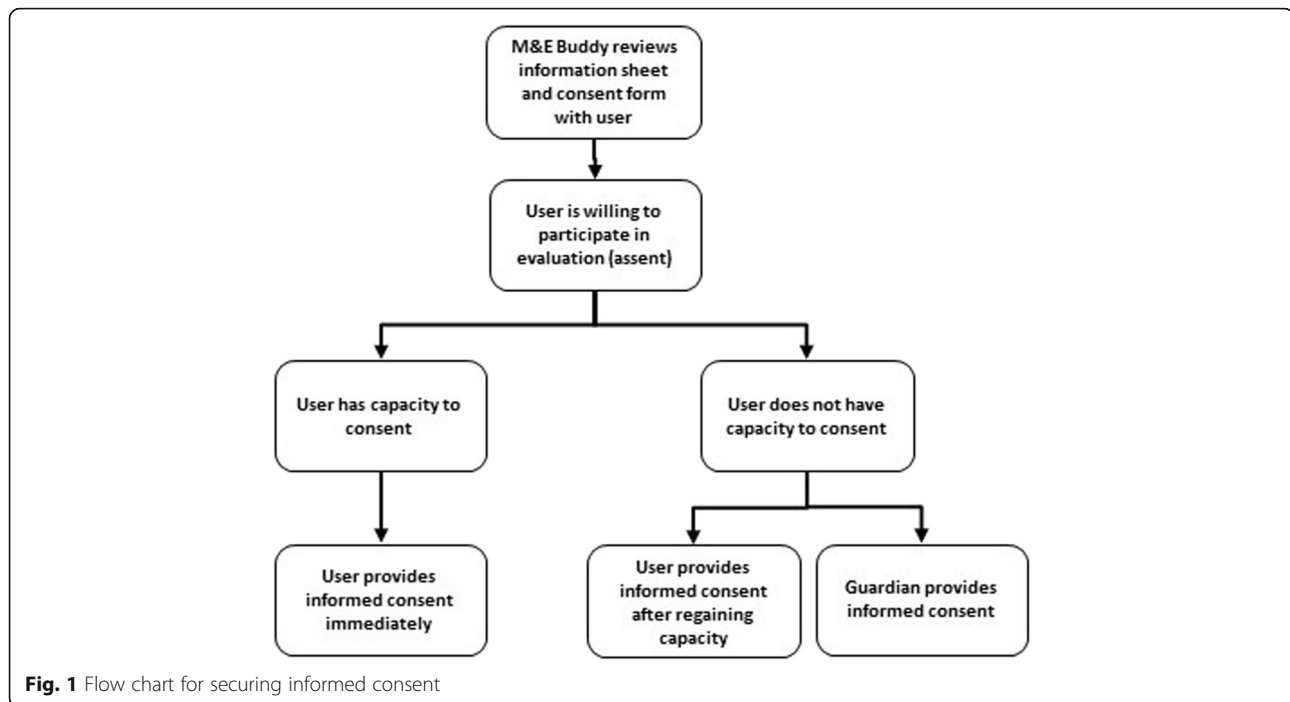 M&E Buddy reviews
information sheet
and consent form
with user
User is willing to
participate in
evaluation (assent)
User has capacity to
consent
User does not have
capacity to consent
User provides
informed consent
immediately
User provides
informed consent
after regaining
capacity
Guardian provides
informed consent
Fig. 1 Flow chart for securing informed consent